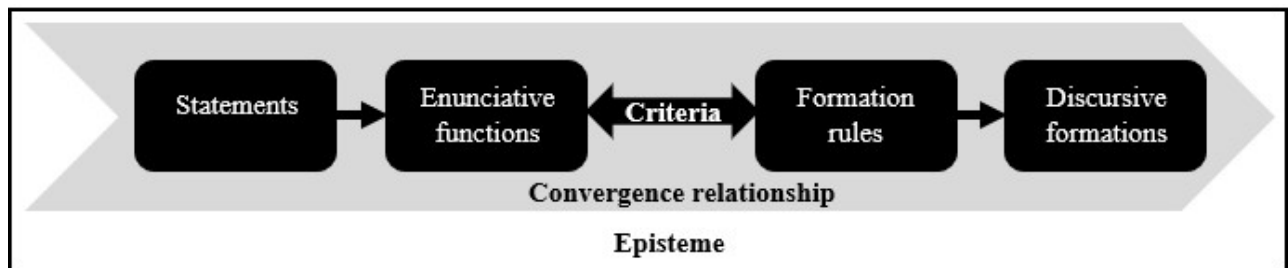 Statements
Enunciative
functions
Criteria
Formation
rules
Discursive
formations
Convergence relationship
Episteme